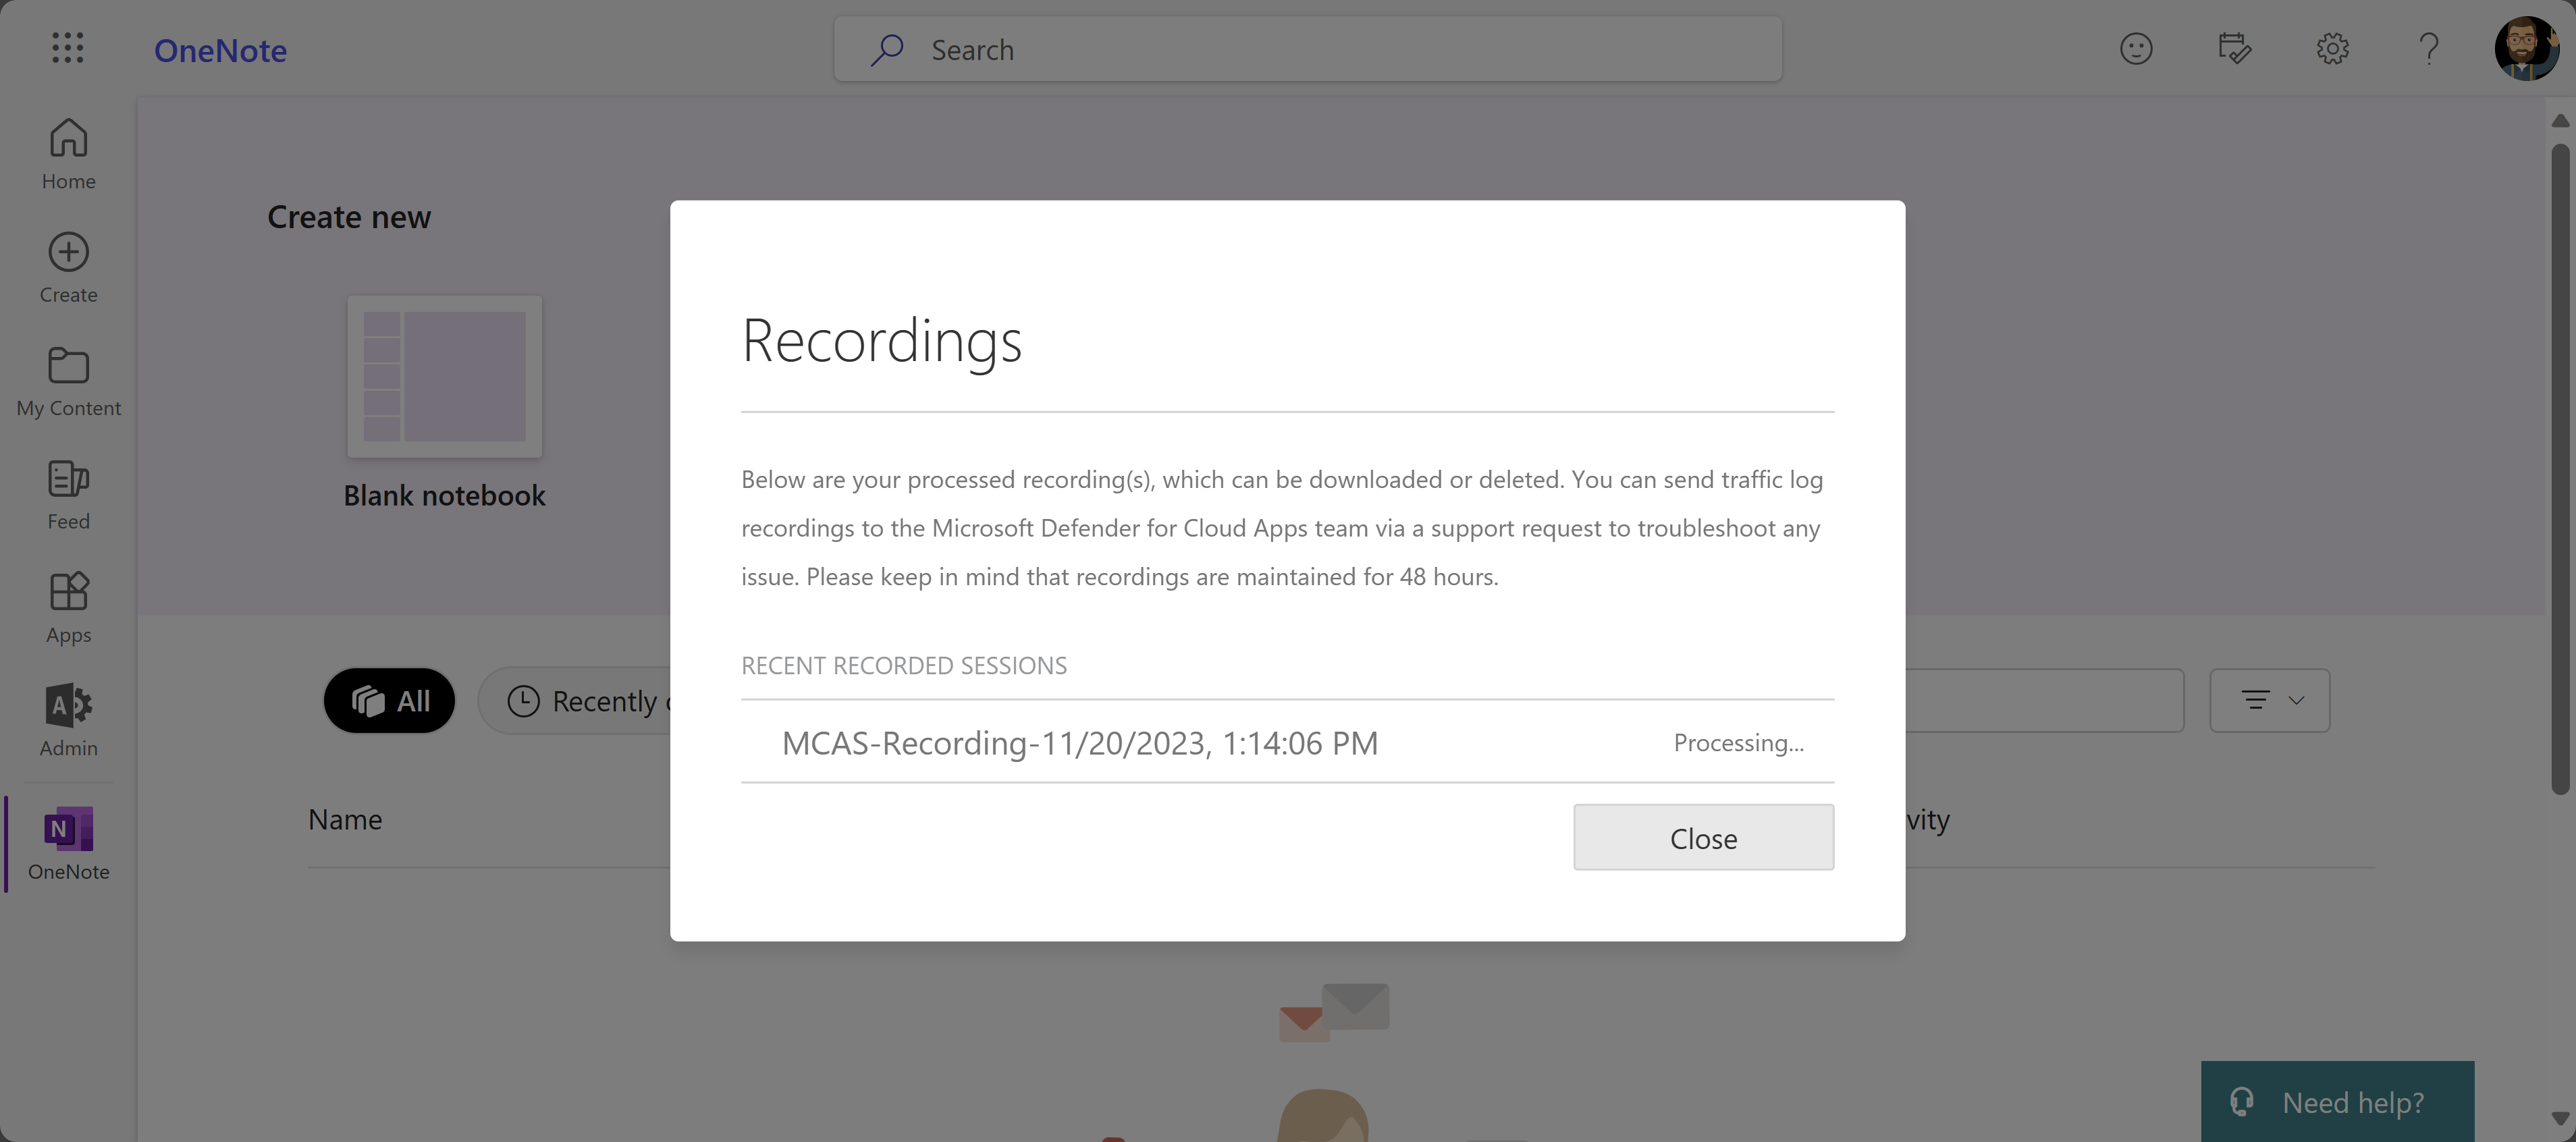 OneNote
Search
Home
Create
My Content
Feed
Apps
A
Admin
N
OneNote
Create new
Blank notebook
All
Recently
Name
Recordings
Below are your processed recording(s), which can be downloaded or deleted. You can send traffic log
recordings to the Microsoft Defender for Cloud Apps team via a support request to troubleshoot any
issue. Please keep in mind that recordings are maintained for 48 hours.
RECENT RECORDED SESSIONS
MCAS-Recording-11/20/2023, 1:14:06 PM Processing...
Close
vity
Need help?